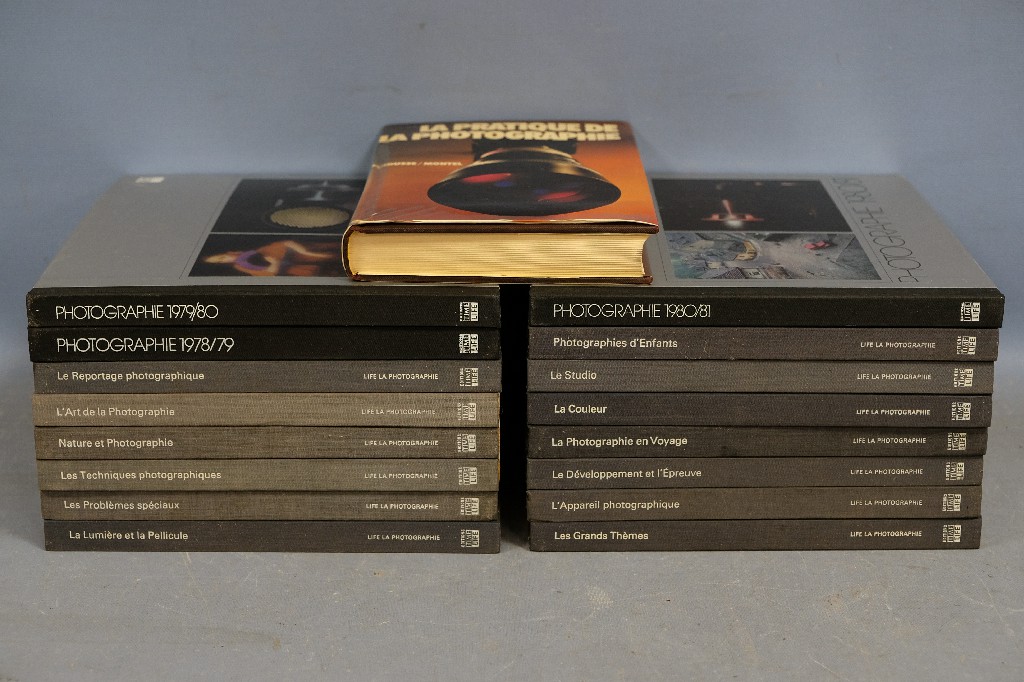 LA PRATIQUE DE
LA PHOTOGRAPHIE
PHOTOGRAPHIE 1980/81
PHOTOGRAPHIE 1979/80
PHOTOGRAPHIE 1978/79
Le Reportage photographique LIFE LA PHOTOGRAPHIE
L'Art de la Photographie LIFE LA PHOTOGRAPHIE
Nature et Photographie LIFE LA PHOTOGRAPHIE
Les Techniques photographiques LIFE LA PHOTOGRAPHIE
Les Problèmes spéciaux LIFE LA PHOTOGRAPHIE
La Lumière et la Pellicule LIFE LA PHOTOGRAPHIE
PHOTOGRAPHIE 1980/81
Photographies d'Enfants LIFE LA PHOTOGRAPHIE
Le Studio LIFE LA PHOTOGRAPHIE
La Couleur LIFE LA PHOTOGRAPHIE
La Photographie en Voyage LIFE LA PHOTOGRAPHIE
Le Développement et l'Épreuve LIFE LA PHOTOGRAPHIE
L'Appareil photographique LIFE LA PHOTOGRAPHIE
Les Grands Thèmes LIFE LA PHOTOGRAPHIE